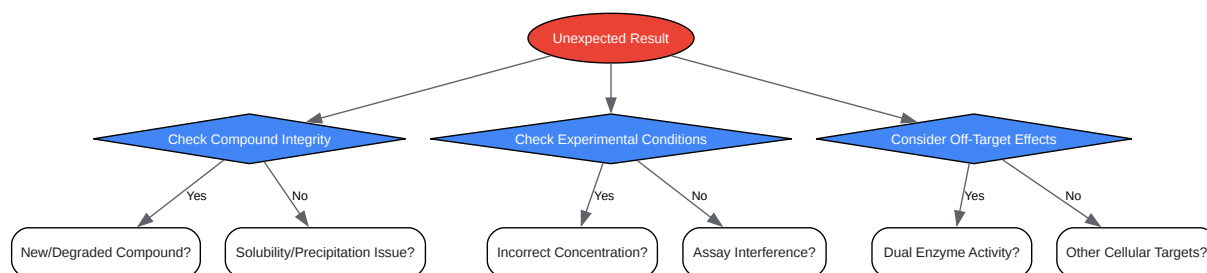 Unexpected Result
Check Compound Integrity
Check Experimental Conditions
Consider Off-Target Effects
Yes
No
Yes
No
Yes
No
New/Degraded Compound?
Solubility/Precipitation Issue?
Incorrect Concentration?
Assay Interference?
Dual Enzyme Activity?
Other Cellular Targets?